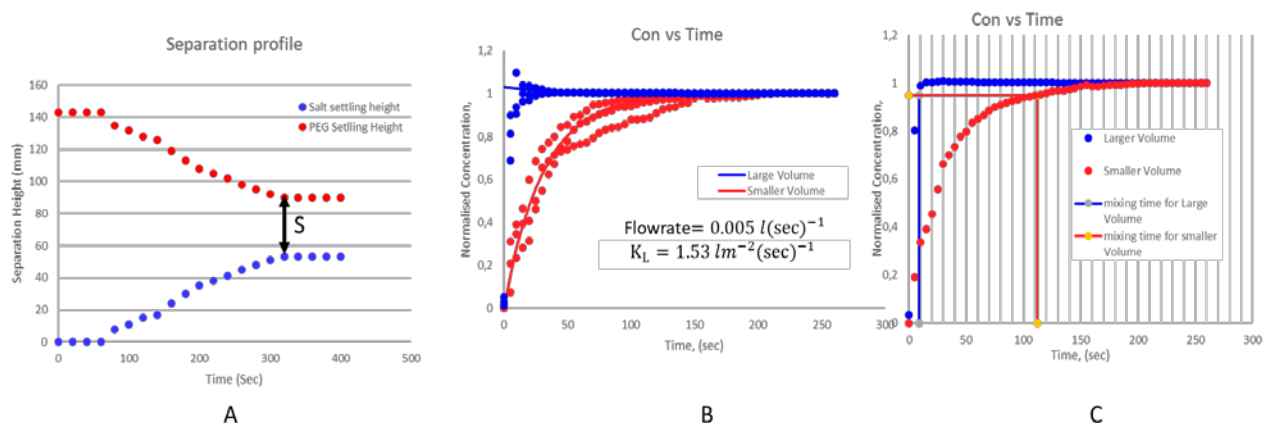 Separation profile
Separation Height (mm)
160
140
120
100
80
60
40
20
0
Salt settling height
PEG Setlling Height
S
0
100
200
300
400
500
Time (Sec)
A
Con vs Time
Normalised Concentration,
1,2
1
0,8
0,6
0,4
0,2
0
Large Volume
Smaller Volume
Flowrate= 0.005 l(sec)⁻¹
K_L = 1.53 lm⁻²(sec)⁻¹
0
50
100
150
200
250
300
Time, (sec)
B
Con vs Time
Normalised Concentration,
1,2
1
0,8
0,6
0,4
0,2
0
Larger Volume
Smaller Volume
mixing time for Large
Volume
mixing time for smaller
Volume
0
50
100
150
200
250
300
Time, (sec)
C